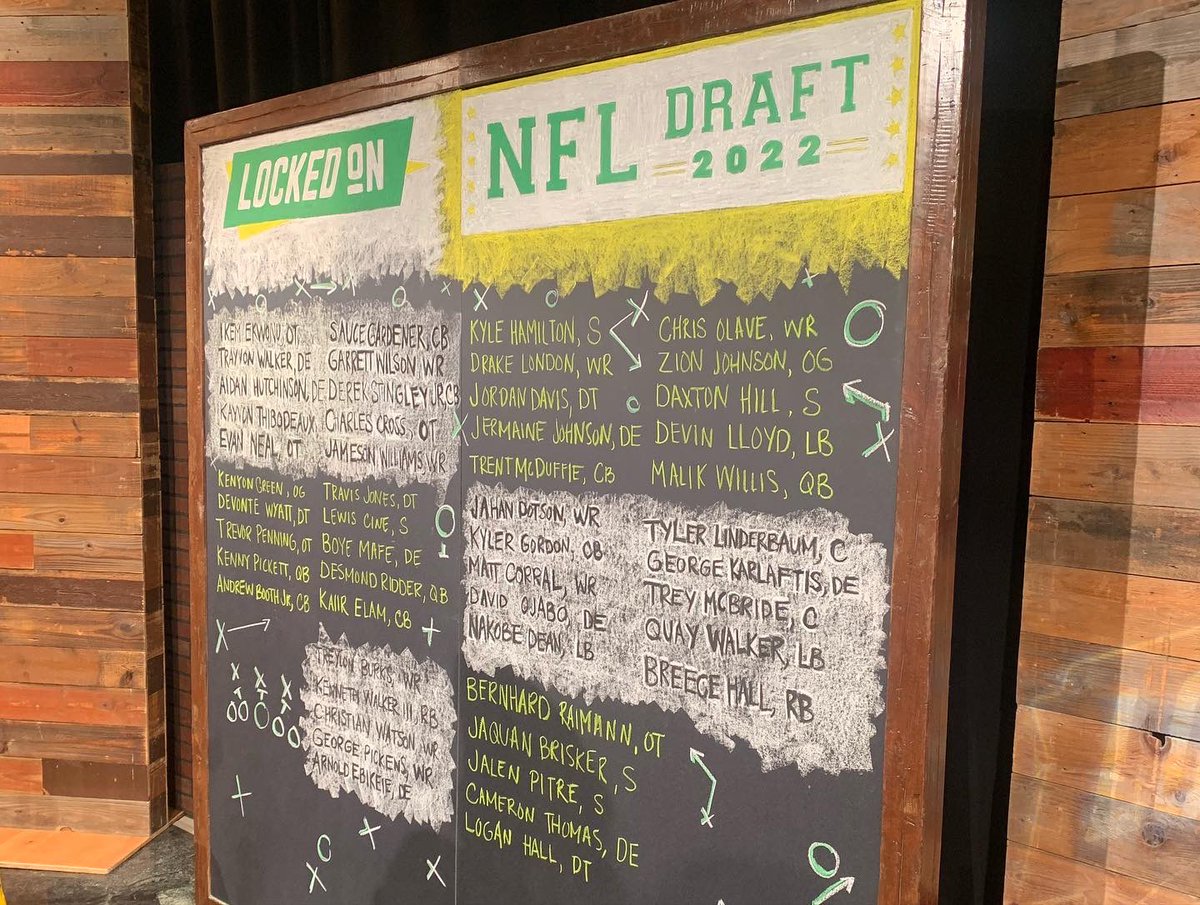 LOCKED ON
NFL DRAFT
2022
IKEY EKWONU, OT
TRAYVON WALKER, DE
AIDAN HUTCHINSON, DE
KAYVON THIBODEAUX
EVAN NEAL, OT
SAUCE GARDENER, CB
GARRETT WILSON, WR
DEREK STINGLEY JR, CB
CHARLES CROSS, OT
JAMESON WILLIAMS, WR
KYLE HAMILTON, S
DRAKE LONDON, WR
JORDAN DAVIS, DT
JERMAINE JOHNSON, DE
TRENT MCDUFFIE, CB
CHRIS OLAVE, WR
ZION JOHNSON, OG
DAXTON HILL, S
DEVIN LLOYD, LB
MALIK WILLIS, QB
KENYON GREEN, OG
DEVONTE WYATT, DT
TREVOR PENNING, OT
KENNY PICKETT, QB
ANDREW BOOTH JR, CB
TRAVIS JONES, DT
LEWIS CINE, S
BOYE MAFE, DE
DESMOND RIDDER, QB
KAIIR ELAM, CB
JAHAN DOTSON, WR
KYLER GORDON, CB
MATT CORRAL, WR
DAVID OJABO, DE
NAKOBE DEAN, LB
TYLER LINDERBAUM, C
GEORGE KARLAFTIS, DE
TREY MCBRIDE, C
QUAY WALKER, LB
BREECE HALL, RB
TREYLON BURKS, WR
KENNETH WALKER III, RB
CHRISTIAN WATSON, WR
GEORGE PICKENS, WR
ARNOLD EBIKETE, DE
BERNHARD RAIMANN, OT
JAQUAN BRISKER, S
JALEN PITRE, S
CAMERON THOMAS, DE
LOGAN HALL, DT